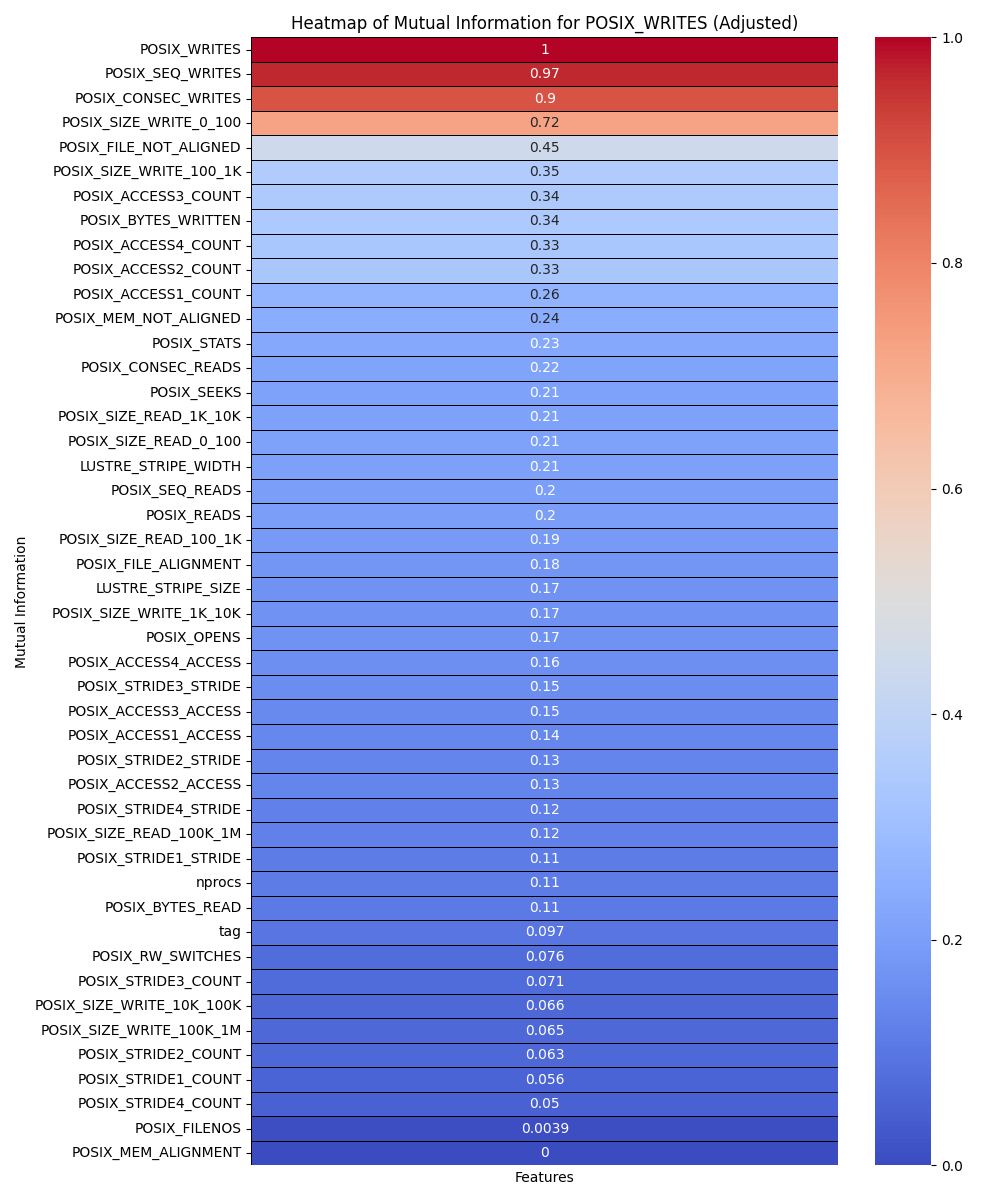 Heatmap of Mutual Information for POSIX_WRITES (Adjusted)
POSIX_WRITES 1
POSIX_SEQ_WRITES 0.97
POSIX_CONSEC_WRITES 0.9
POSIX_SIZE_WRITE_0_100 0.72
POSIX_FILE_NOT_ALIGNED 0.45
POSIX_SIZE_WRITE_100_1K 0.35
POSIX_ACCESS3_COUNT 0.34
POSIX_BYTES_WRITTEN 0.34
POSIX_ACCESS4_COUNT 0.33
POSIX_ACCESS2_COUNT 0.33
POSIX_ACCESS1_COUNT 0.26
POSIX_MEM_NOT_ALIGNED 0.24
POSIX_STATS 0.23
POSIX_CONSEC_READS 0.22
POSIX_SEEKS 0.21
POSIX_SIZE_READ_1K_10K 0.21
POSIX_SIZE_READ_0_100 0.21
LUSTRE_STRIPE_WIDTH 0.21
POSIX_SEQ_READS 0.2
POSIX_READS 0.2
POSIX_SIZE_READ_100_1K 0.19
POSIX_FILE_ALIGNMENT 0.18
LUSTRE_STRIPE_SIZE 0.17
POSIX_SIZE_WRITE_1K_10K 0.17
POSIX_OPENS 0.17
POSIX_ACCESS4_ACCESS 0.16
POSIX_STRIDE3_STRIDE 0.15
POSIX_ACCESS3_ACCESS 0.15
POSIX_ACCESS1_ACCESS 0.14
POSIX_STRIDE2_STRIDE 0.13
POSIX_ACCESS2_ACCESS 0.13
POSIX_STRIDE4_STRIDE 0.12
POSIX_SIZE_READ_100K_1M 0.12
POSIX_STRIDE1_STRIDE 0.11
nprocs 0.11
POSIX_BYTES_READ 0.11
tag 0.097
POSIX_RW_SWITCHES 0.076
POSIX_STRIDE3_COUNT 0.071
POSIX_SIZE_WRITE_10K_100K 0.066
POSIX_SIZE_WRITE_100K_1M 0.065
POSIX_STRIDE2_COUNT 0.063
POSIX_STRIDE1_COUNT 0.056
POSIX_STRIDE4_COUNT 0.05
POSIX_FILENOS 0.0039
POSIX_MEM_ALIGNMENT 0
Features
Mutual Information
1.0
0.8
0.6
0.4
0.2
0.0